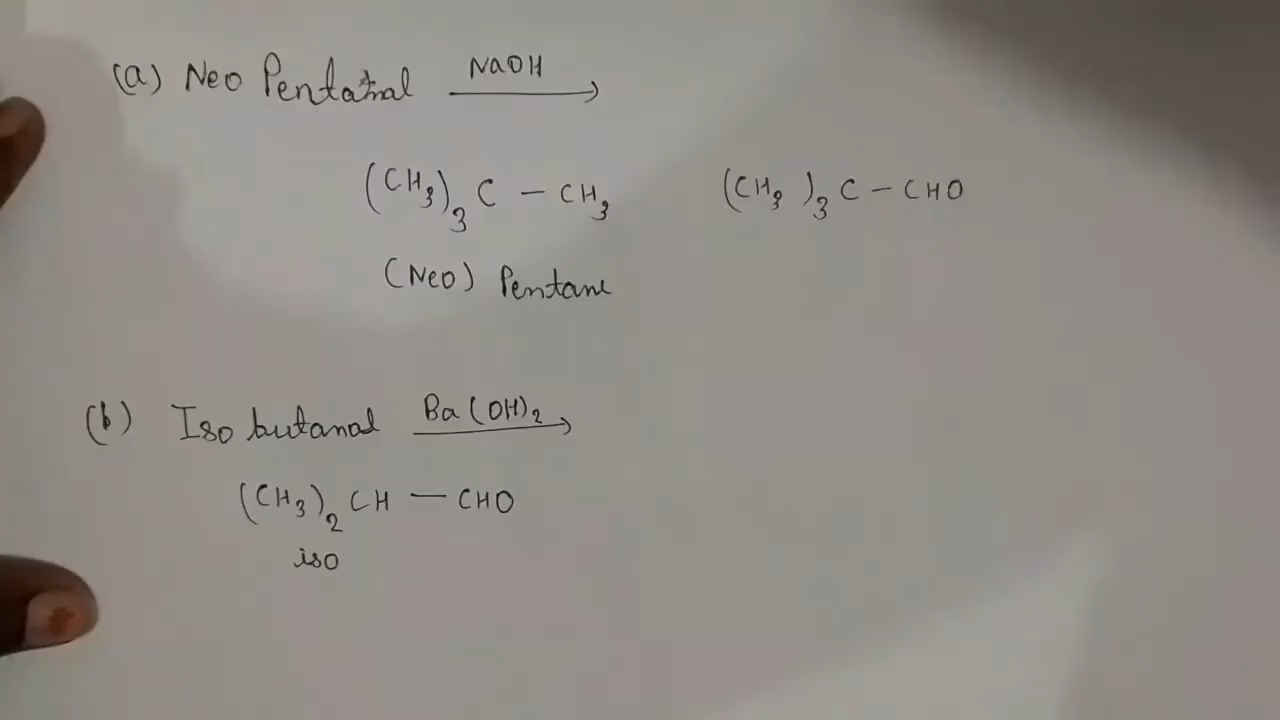 (a) Neo Pentanal NaOH →
(CH3)3 C – CH3 (CH3)3 C – CHO
(Neo) Pentane
(b) Iso butanal Ba(OH)2 →
(CH3)2 CH – CHO
iso